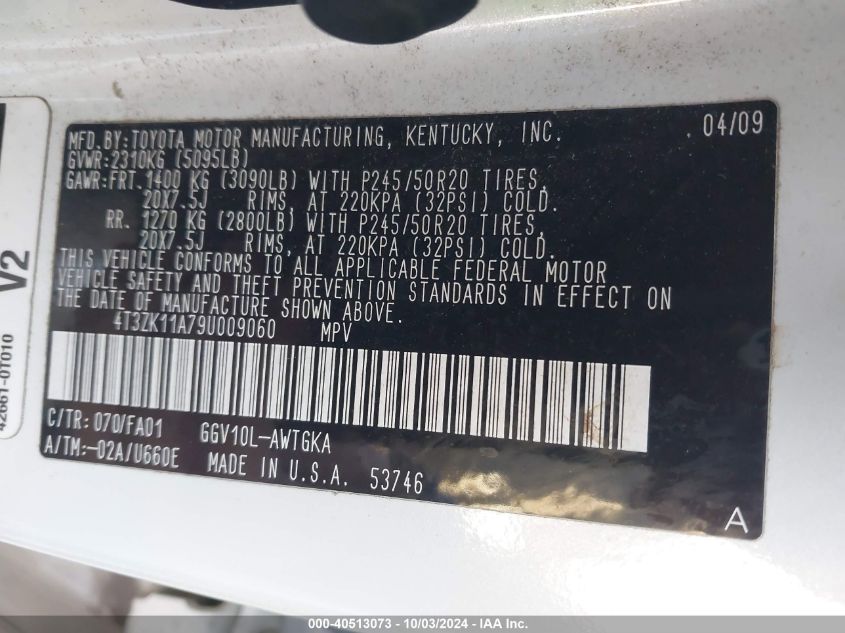 MFD.BY:TOYOTA MOTOR MANUFACTURING, KENTUCKY, INC. 04/09
GVWR:2310KG (5095LB)
GAWR:FRT.1400 KG (3090LB) WITH P245/50R20 TIRES,
20X7.5J RIMS, AT 220KPA (32PSI) COLD.
RR. 1270 KG (2800LB) WITH P245/50R20 TIRES,
20X7.5J RIMS, AT 220KPA (32PSI) COLD.
THIS VEHICLE CONFORMS TO ALL APPLICABLE FEDERAL MOTOR
VEHICLE SAFETY AND THEFT PREVENTION STANDARDS IN EFFECT ON
THE DATE OF MANUFACTURE SHOWN ABOVE.
4T3ZK11A79U009060 MPV
C/TR:070/FA01 GGV10L-AWTGKA
A/TM:-02A/U660E MADE IN U.S.A. 53746
A
V2
42661-0T010
000-40513073 - 10/03/2024 - IAA Inc.